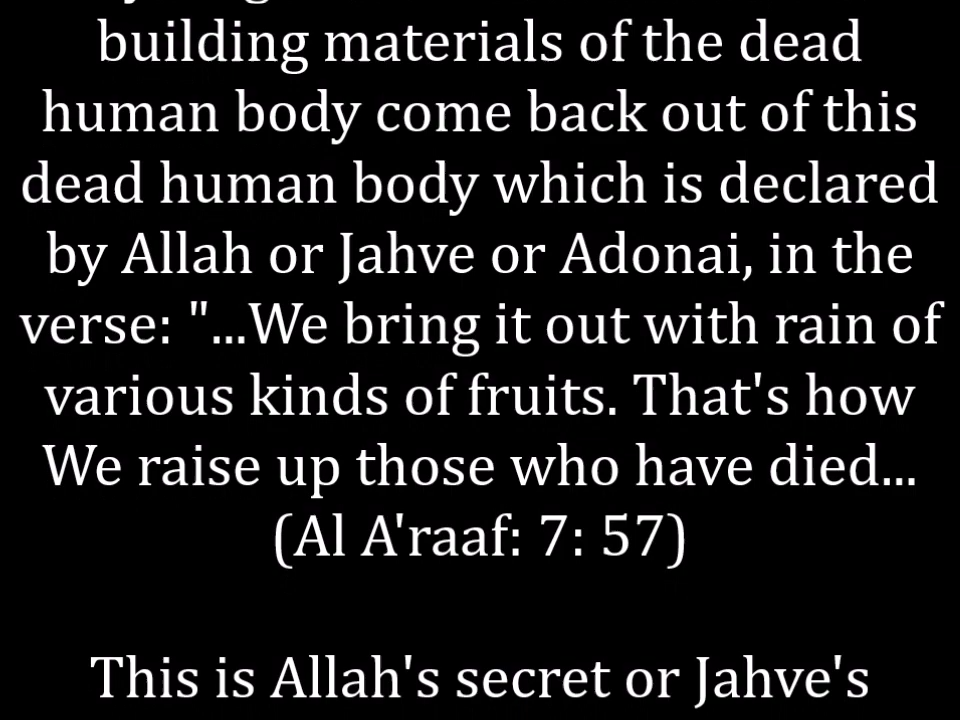 building materials of the dead
human body come back out of this
dead human body which is declared
by Allah or Jahve or Adonai, in the
verse: "...We bring it out with rain of
various kinds of fruits. That's how
We raise up those who have died...
(Al A'raaf: 7: 57)
This is Allah's secret or Jahve's